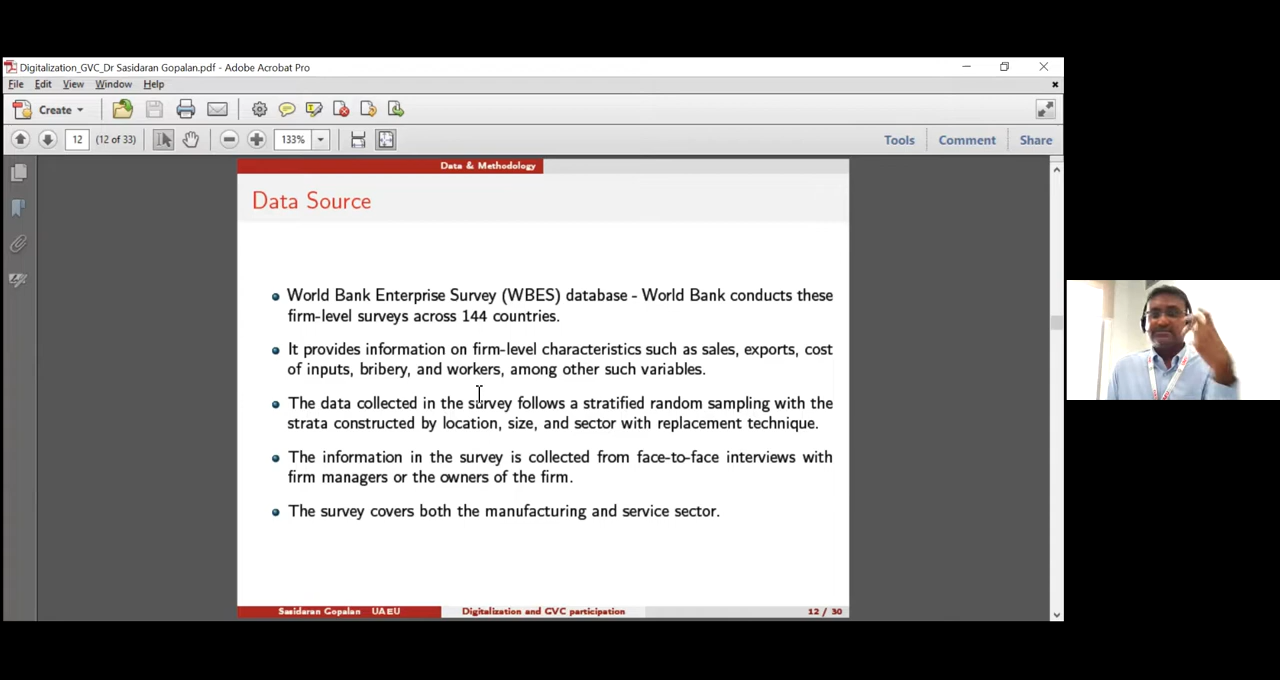 Digitalization_GVC_Dr Sasidaran Gopalan.pdf - Adobe Acrobat Pro
File Edit View Window Help
Create
12 (12 of 33) 133% Tools Comment Share
Data & Methodology
Data Source
World Bank Enterprise Survey (WBES) database - World Bank conducts these
firm-level surveys across 144 countries.
It provides information on firm-level characteristics such as sales, exports, cost
of inputs, bribery, and workers, among other such variables.
The data collected in the survey follows a stratified random sampling with the
strata constructed by location, size, and sector with replacement technique.
The information in the survey is collected from face-to-face interviews with
firm managers or the owners of the firm.
The survey covers both the manufacturing and service sector.
Sasidaran Gopalan UAEU Digitalization and GVC participation 12 / 30